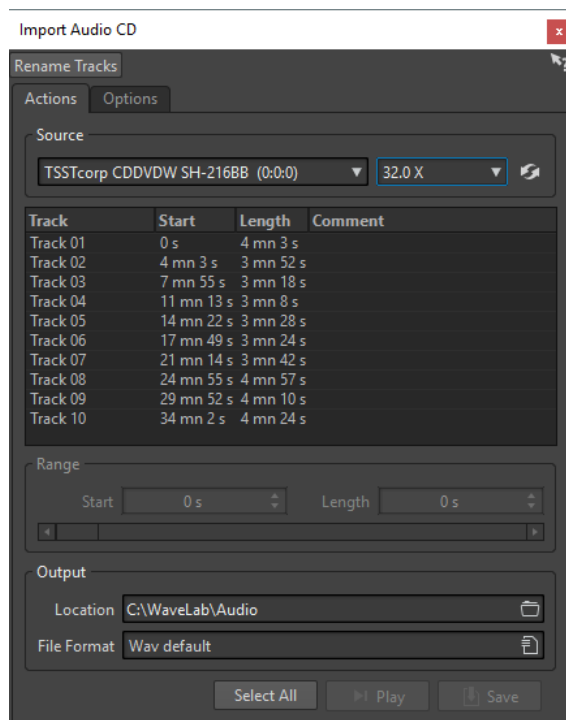 Import Audio CD
x
Rename Tracks
Actions Options
Source
TSSTcorp CDDVDW SH-216BB (0:0:0) 32.0 X
Track Start Length Comment
Track 01 0 s 4 mn 3 s
Track 02 4 mn 3 s 3 mn 52 s
Track 03 7 mn 55 s 3 mn 18 s
Track 04 11 mn 13 s 3 mn 8 s
Track 05 14 mn 22 s 3 mn 28 s
Track 06 17 mn 49 s 3 mn 24 s
Track 07 21 mn 14 s 3 mn 42 s
Track 08 24 mn 55 s 4 mn 57 s
Track 09 29 mn 52 s 4 mn 10 s
Track 10 34 mn 2 s 4 mn 24 s
Range
Start 0 s Length 0 s
Output
Location C:\WaveLab\Audio
File Format Wav default
Select All Play Save